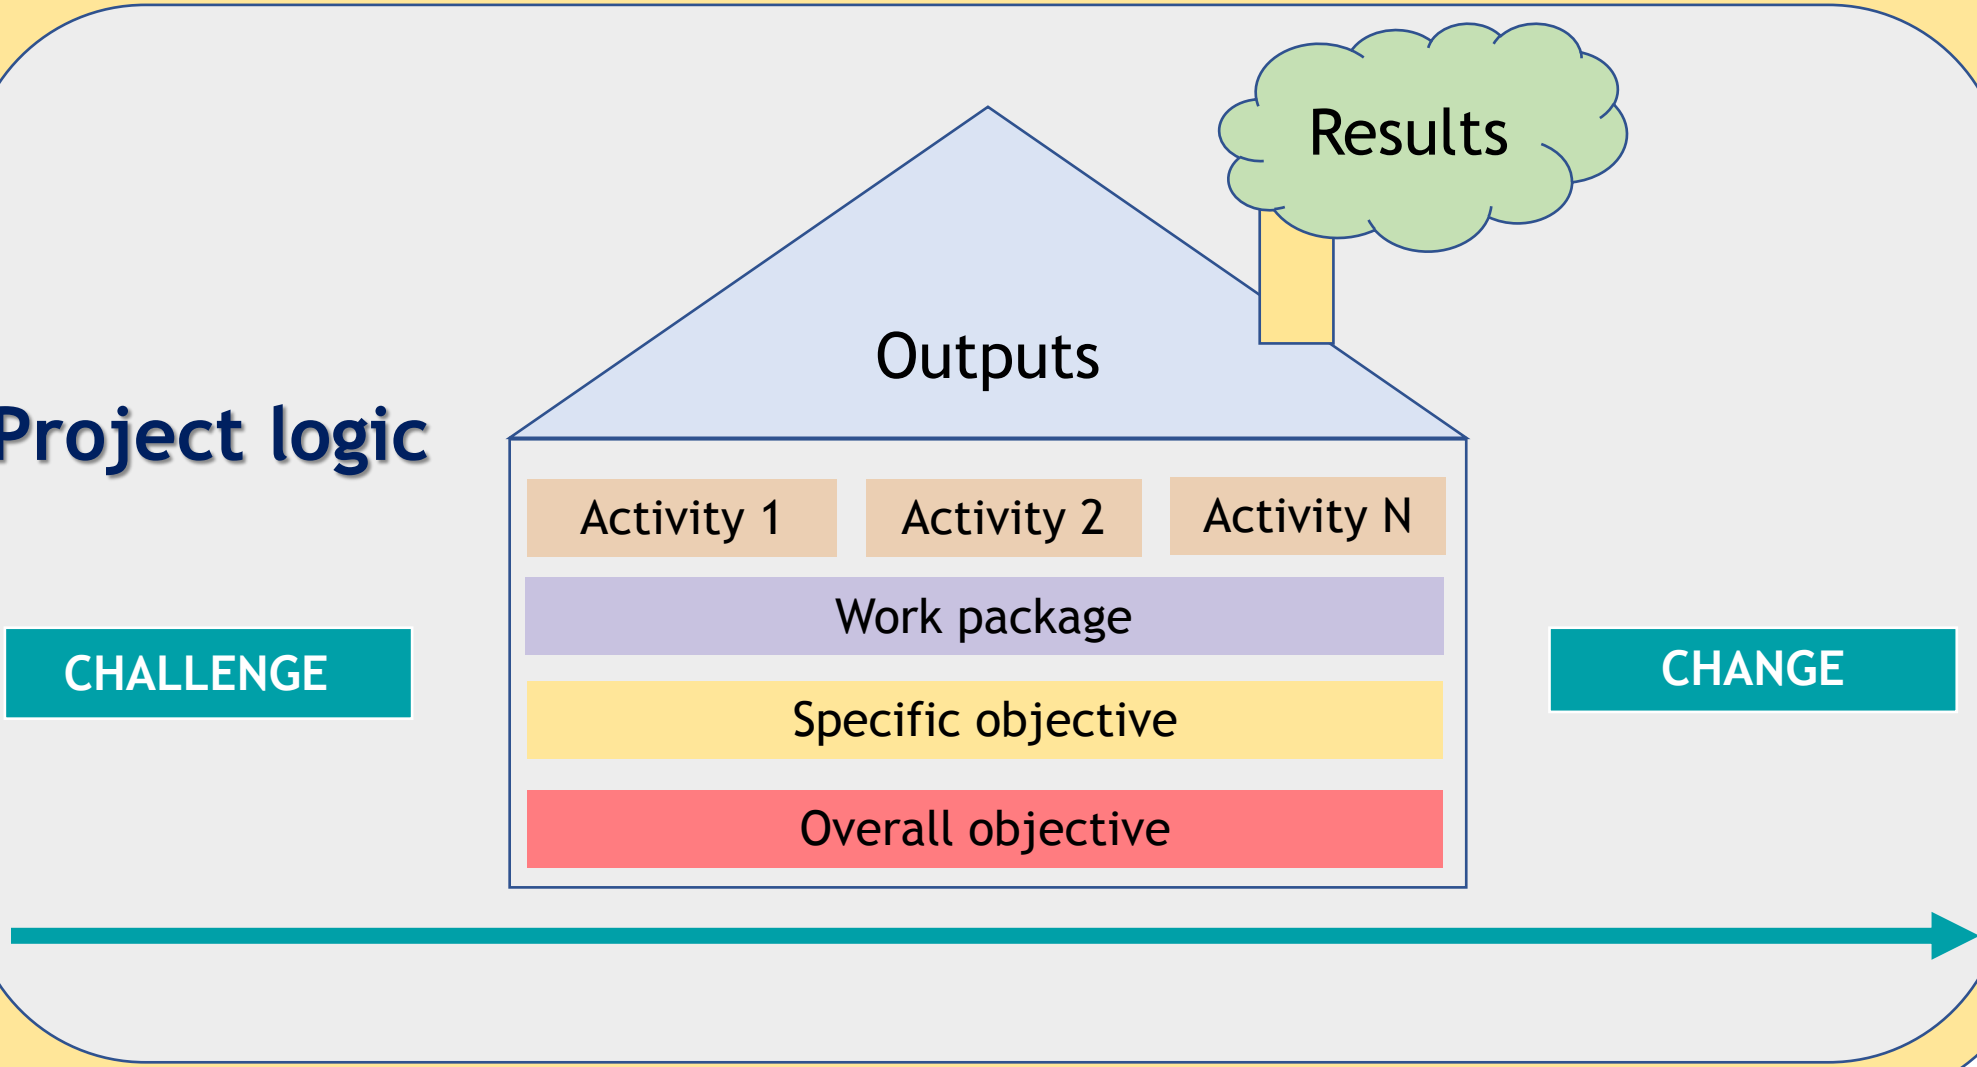 Results
Outputs
Project logic
Activity 1
Activity 2
Activity N
Work package
CHALLENGE
CHANGE
Specific objective
Overall objective